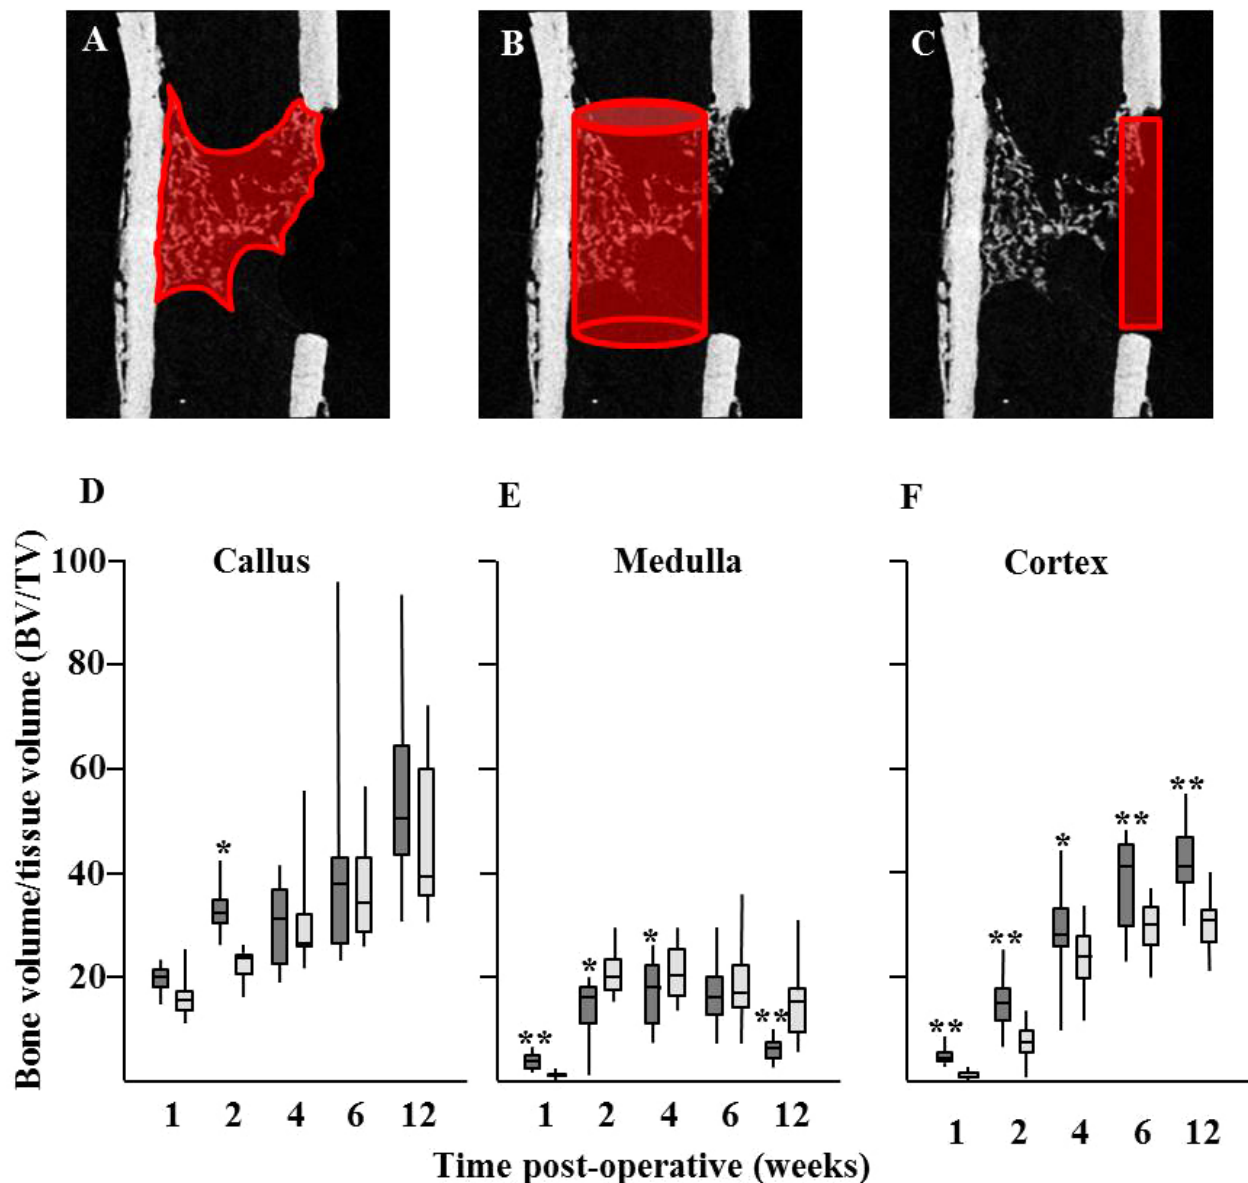 A B C
D E F
Callus Medulla Cortex
Bone volume/tissue volume (BV/TV)
100
80
60
40
20
*
** * * **
** ** * ** **
1 2 4 6 12
1 2 4 6 12
1 2 4 6 12
Time post-operative (weeks)